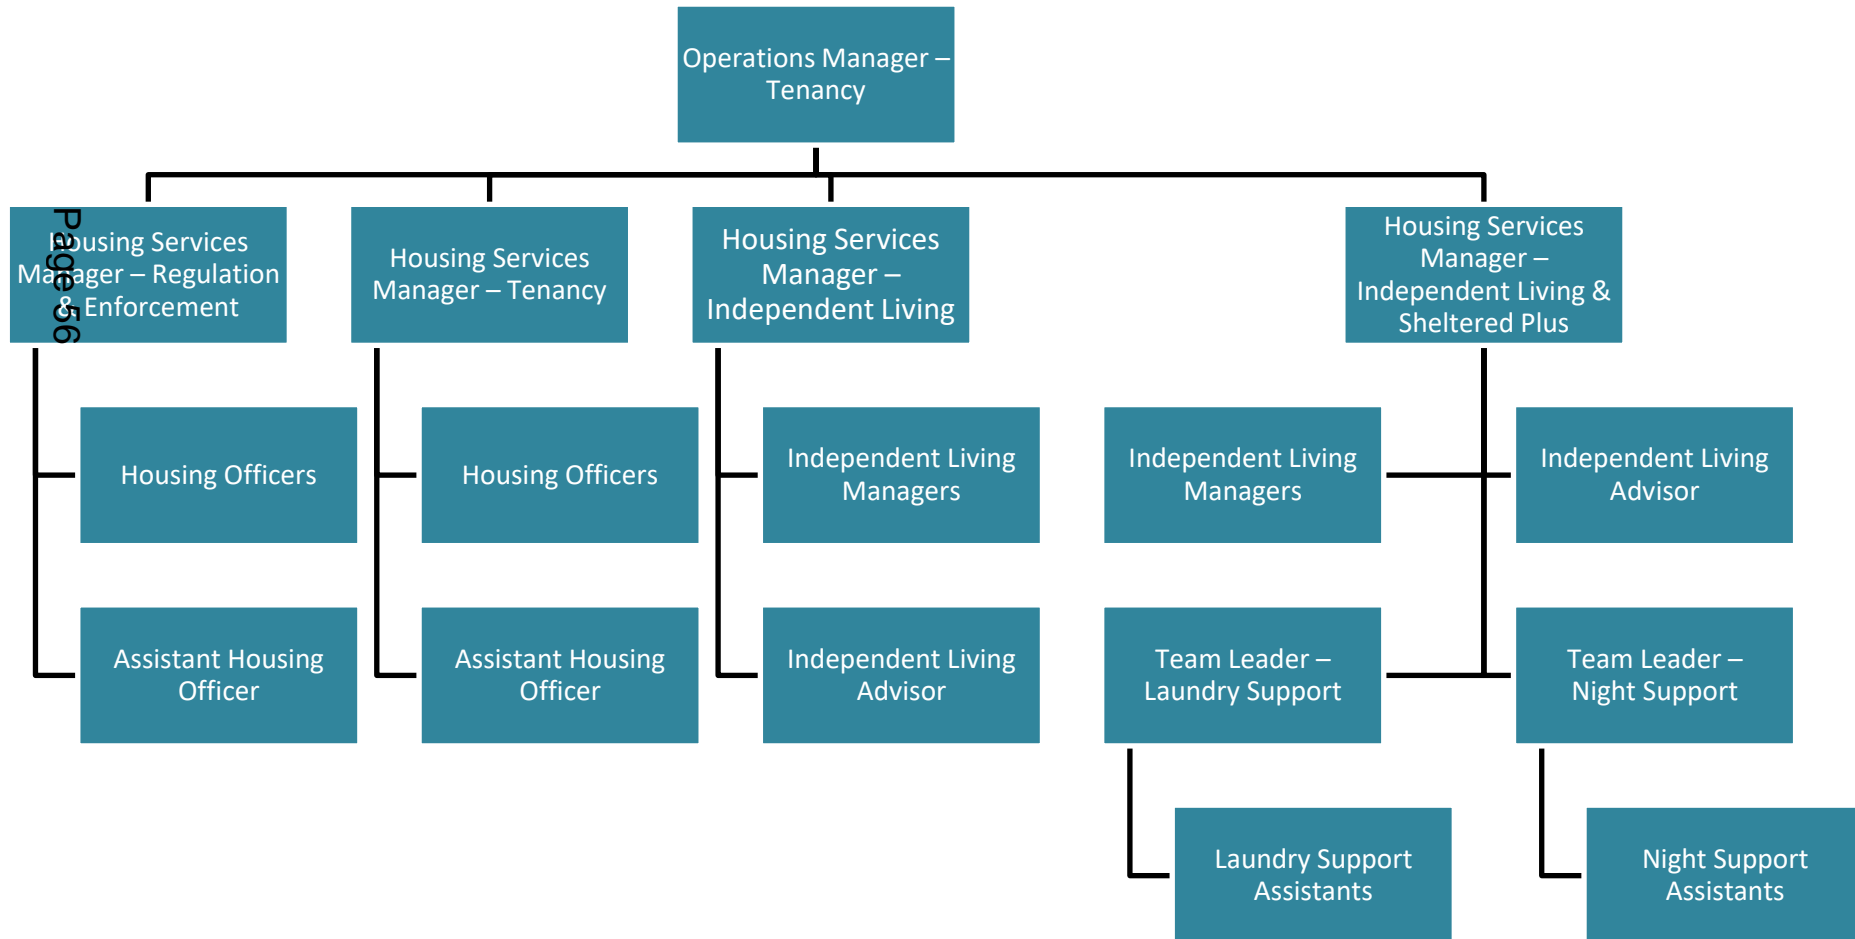 Operations Manager –
Tenancy
Page 56
Housing Services
Manager – Regulation
& Enforcement
Housing Services
Manager – Tenancy
Housing Services
Manager –
Independent Living
Housing Services
Manager –
Independent Living &
Sheltered Plus
Housing Officers
Housing Officers
Independent Living
Managers
Independent Living
Managers
Independent Living
Advisor
Assistant Housing
Officer
Assistant Housing
Officer
Independent Living
Advisor
Team Leader –
Laundry Support
Team Leader –
Night Support
Laundry Support
Assistants
Night Support
Assistants